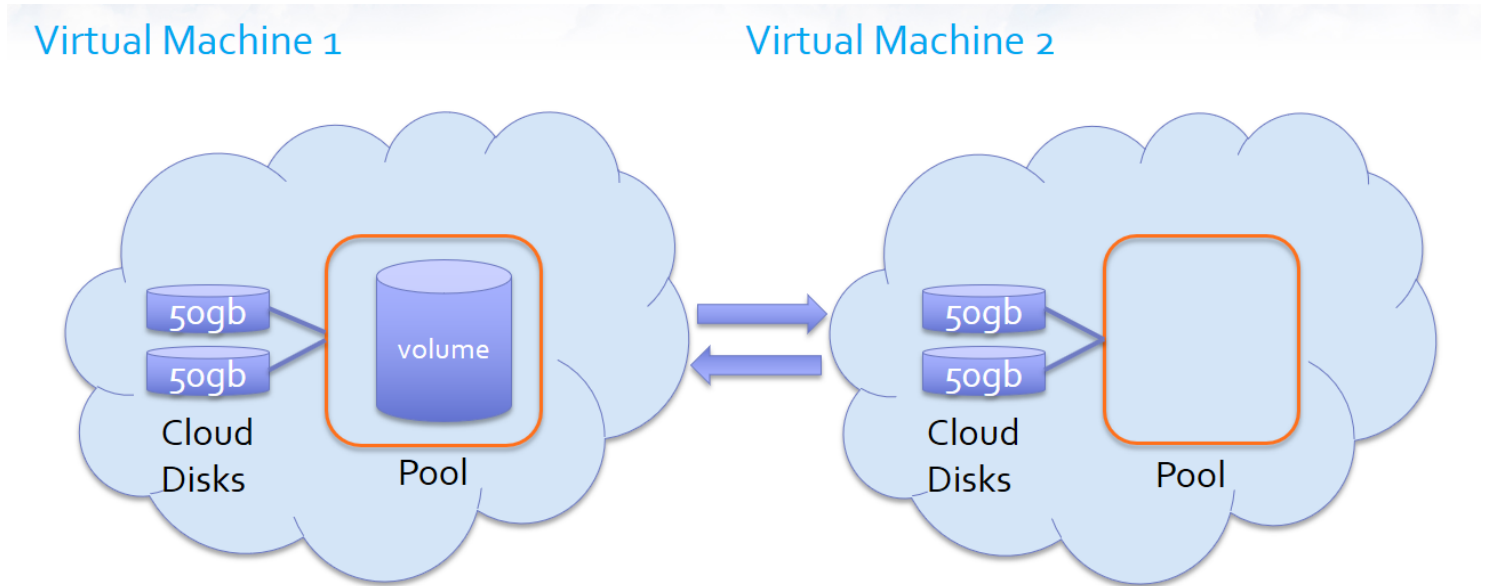 Virtual Machine 1
Virtual Machine 2
50gb
50gb
Cloud
Disks
volume
Pool
50gb
50gb
Cloud
Disks
Pool